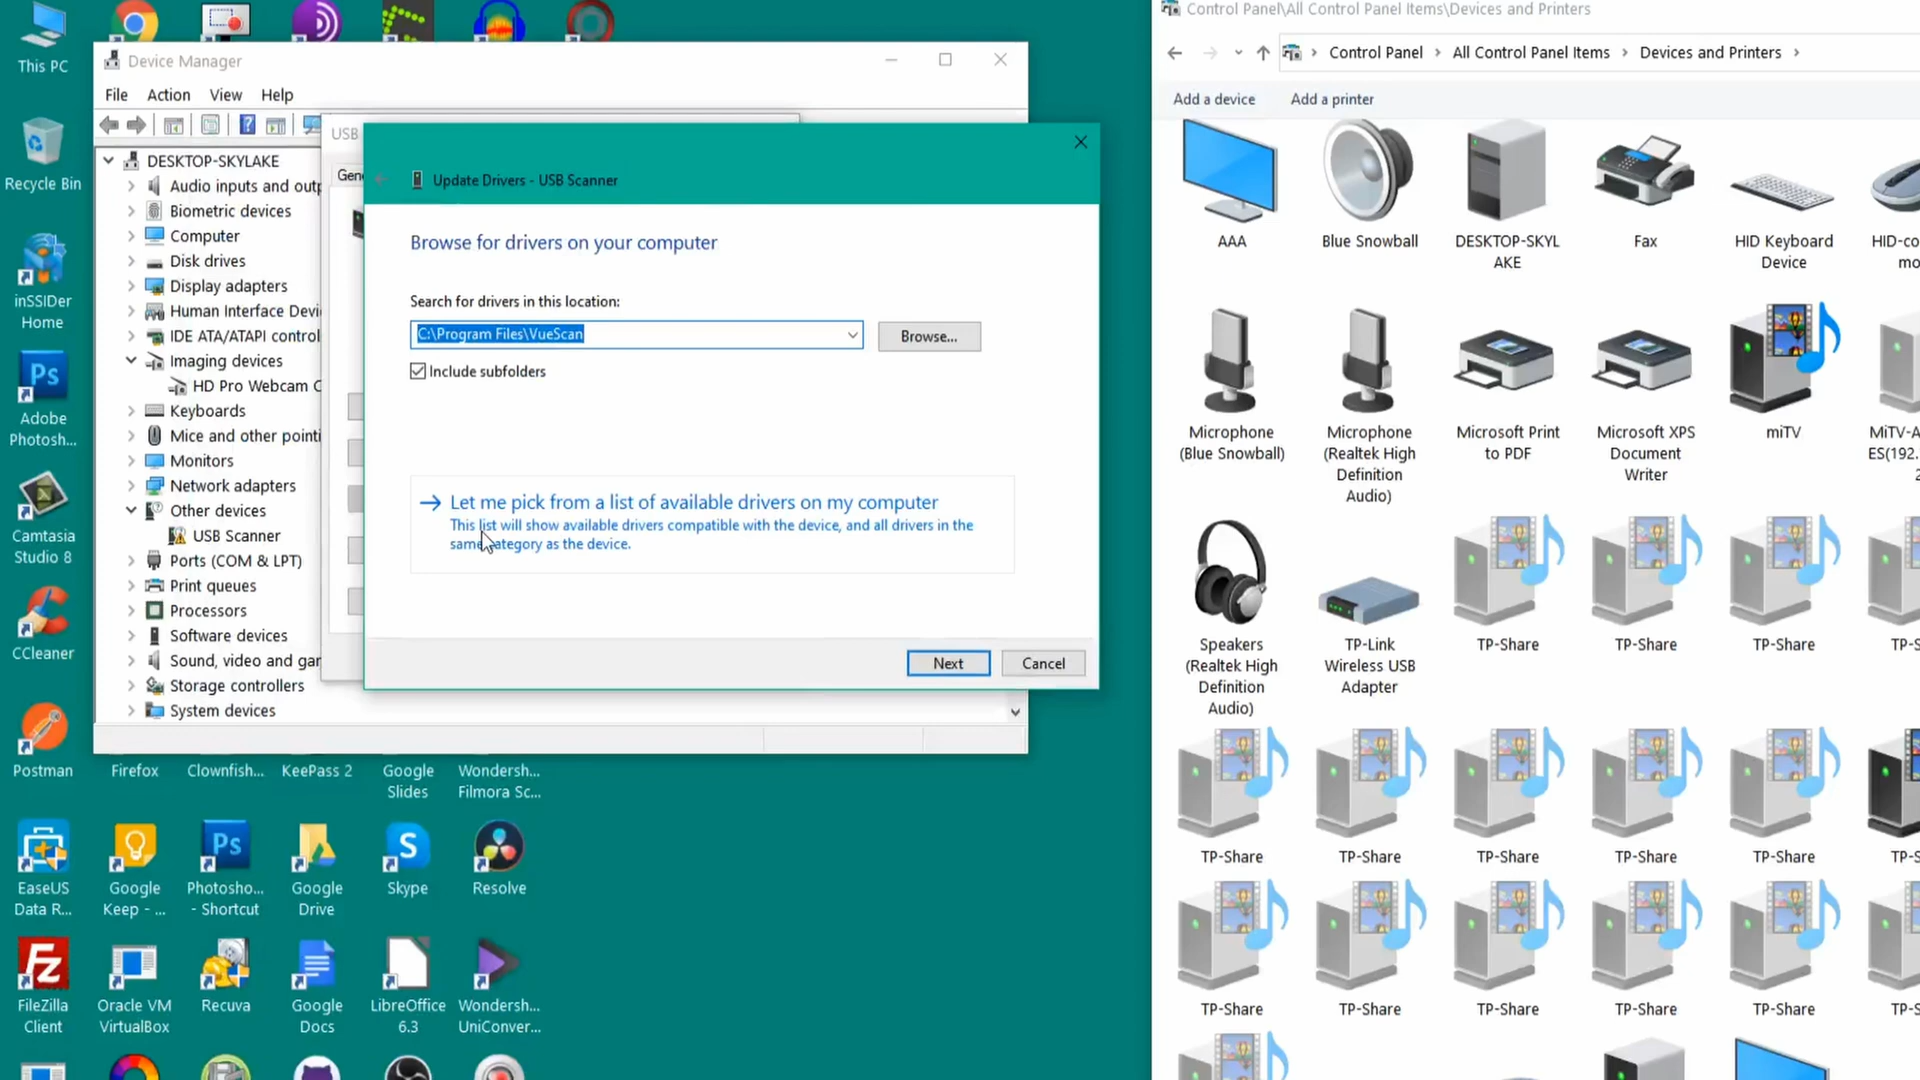 This PC
Recycle Bin
inSSIDer
Home
Adobe
Photosh...
Camtasia
Studio 8
CCleaner
Postman
Firefox
Clownfish...
KeePass 2
Google
Slides
Wondersh...
Filmora Sc...
EaseUS
Data R...
Google
Keep - ...
Photosho...
- Shortcut
Google
Drive
Skype
Resolve
FileZilla
Client
Oracle VM
VirtualBox
Recuva
Google
Docs
LibreOffice
6.3
Wondersh...
UniConver...
Device Manager
File Action View Help
DESKTOP-SKYLAKE
Audio inputs and outp
Biometric devices
Computer
Disk drives
Display adapters
Human Interface Devi
IDE ATA/ATAPI control
Imaging devices
HD Pro Webcam C
Keyboards
Mice and other pointi
Monitors
Network adapters
Other devices
USB Scanner
Ports (COM & LPT)
Print queues
Processors
Software devices
Sound, video and gar
Storage controllers
System devices
USB
Gene
Update Drivers - USB Scanner
Browse for drivers on your computer
Search for drivers in this location:
C:\Program Files\VueScan
Browse...
Include subfolders
Let me pick from a list of available drivers on my computer
This list will show available drivers compatible with the device, and all drivers in the
same category as the device.
Next Cancel
Control Panel\All Control Panel Items\Devices and Printers
Control Panel All Control Panel Items Devices and Printers
Add a device Add a printer
AAA
Blue Snowball
DESKTOP-SKYL
AKE
Fax
HID Keyboard
Device
HID-co
mo
Microphone
(Blue Snowball)
Microphone
(Realtek High
Definition
Audio)
Microsoft Print
to PDF
Microsoft XPS
Document
Writer
miTV
MiTV-A
ES(192.
2
Speakers
(Realtek High
Definition
Audio)
TP-Link
Wireless USB
Adapter
TP-Share
TP-Share
TP-Share
TP-S
TP-Share
TP-Share
TP-Share
TP-Share
TP-Share
TP-S
TP-Share
TP-Share
TP-Share
TP-Share
TP-Share
TP-S